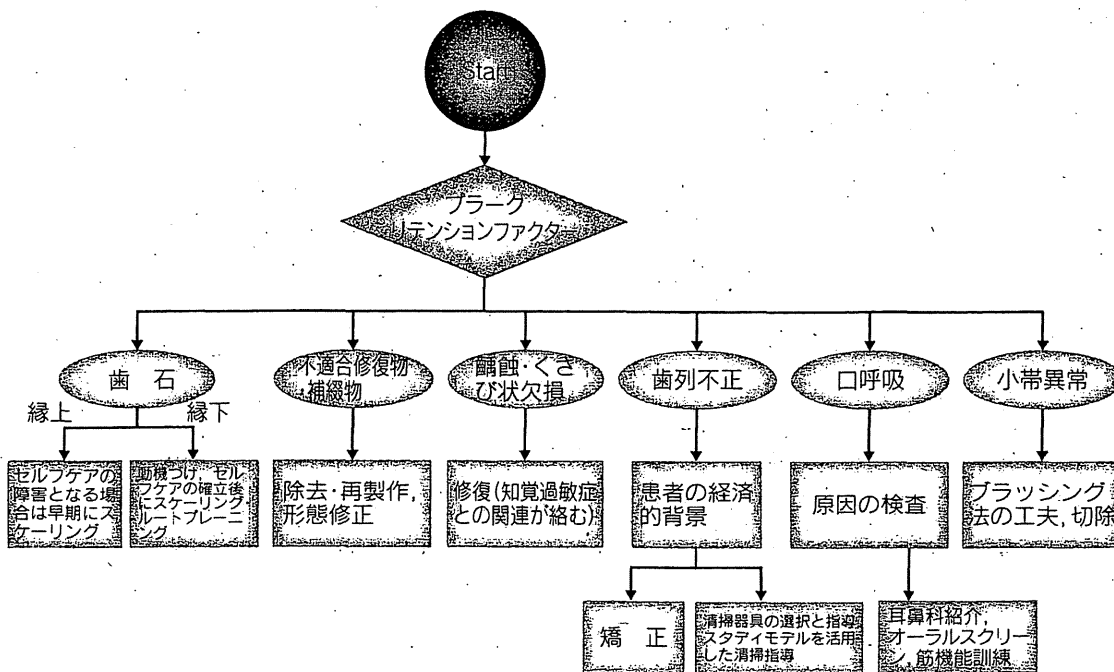 Start
プラーク
リテンションファクター
歯 石
不適合修復物
・補綴物
齲蝕・くさ
び状欠損
歯列不正
口呼吸
小帯異常
縁上
縁下
セルフケアの
障害となる場
合は早期にス
ケーリング
動機づけ,セル
フケアの確立後
にスケーリング
ルートプレーニ
ング
除去・再製作,
形態修正
修復(知覚過敏症
との関連が絡む)
患者の経済
的背景
原因の検査
ブラッシング
法の工夫,切除
矯 正
清掃器具の選択と指導
スタディモデルを活用
した清掃指導
耳鼻科紹介,
オーラルスクリー
ン,筋機能訓練